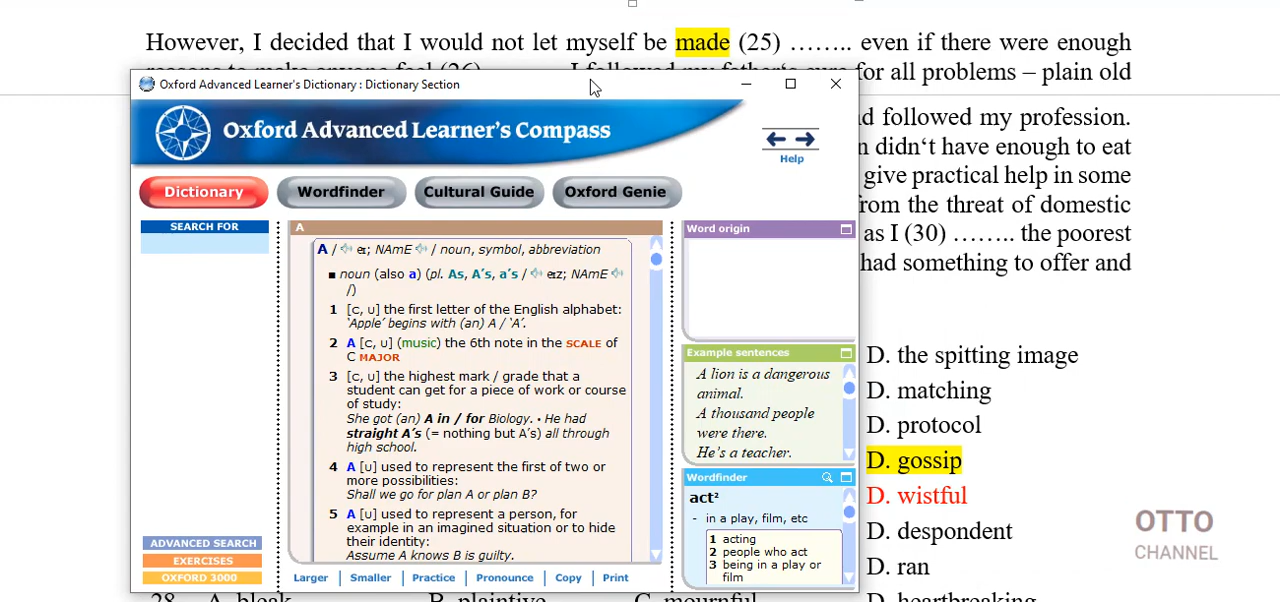 However, I decided that I would not let myself be made (25) …….. even if there were enough
for all problems – plain old
Oxford Advanced Learner's Dictionary : Dictionary Section
d followed my profession.
Oxford Advanced Learner's Compass
n didn‘t have enough to eat
Help
give practical help in some
Dictionary
Wordfinder
Cultural Guide
Oxford Genie
from the threat of domestic
as I (30) …….. the poorest
had something to offer and
SEARCH FOR
A
A / eɪ; NAmE / noun, symbol, abbreviation
■ noun (also a) (pl. As, A's, a's / eɪz; NAmE
/)
1 [C, U] the first letter of the English alphabet:
‘Apple’ begins with (an) A / ‘A’.
2 A [C, U] (music) the 6th note in the SCALE of
C MAJOR
3 [C, U] the highest mark / grade that a
student can get for a piece of work or course
of study:
She got (an) A in / for Biology. • He had
straight A's (= nothing but A's) all through
high school.
4 A [U] used to represent the first of two or
more possibilities:
Shall we go for plan A or plan B?
5 A [U] used to represent a person, for
example in an imagined situation or to hide
their identity:
Assume A knows B is guilty.
Word origin
Example sentences
A lion is a dangerous
animal.
A thousand people
were there.
He's a teacher.
Wordfinder
act²
- in a play, film, etc
1 acting
2 people who act
3 being in a play or
film
ADVANCED SEARCH
EXERCISES
OXFORD 3000
Larger
Smaller
Practice
Pronounce
Copy
Print
D. the spitting image
D. matching
D. protocol
D. gossip
D. wistful
D. despondent
D. ran
OTTO
CHANNEL
28. A. bleak B. plaintive C. mournful D. heartbreaking